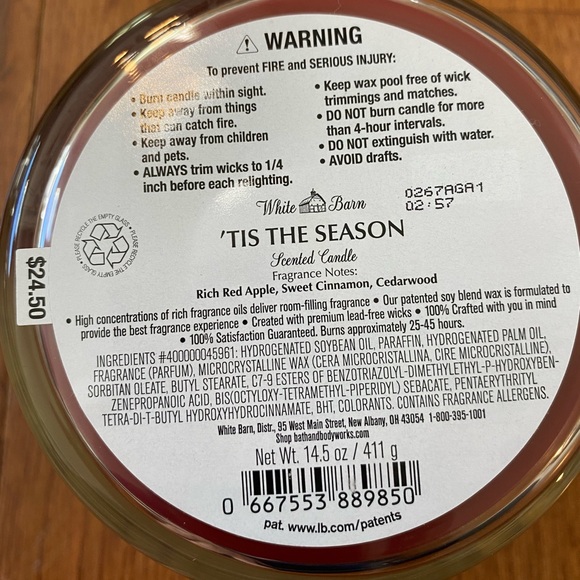 WARNING
To prevent FIRE and SERIOUS INJURY:
• Burn candle within sight.
• Keep away from things
that can catch fire.
• Keep away from children
and pets.
• ALWAYS trim wicks to 1/4
inch before each relighting.
• Keep wax pool free of wick
trimmings and matches.
• DO NOT burn candle for more
than 4-hour intervals.
• DO NOT extinguish with water.
• AVOID drafts.
White Barn
0267AGA1
02:57
• PLEASE RECYCLE THE EMPTY GLASS • PLEASE RECYCLE THE EMPTY GLASS
$24.50
'TIS THE SEASON
Scented Candle
Fragrance Notes:
Rich Red Apple, Sweet Cinnamon, Cedarwood
• High concentrations of rich fragrance oils deliver room-filling fragrance • Our patented soy blend wax is formulated to
provide the best fragrance experience • Created with premium lead-free wicks • 100% Crafted with you in mind
• 100% Satisfaction Guaranteed. Burns approximately 25-45 hours.
INGREDIENTS #400000045961: HYDROGENATED SOYBEAN OIL, PARAFFIN, HYDROGENATED PALM OIL,
FRAGRANCE (PARFUM), MICROCRYSTALLINE WAX (CERA MICROCRISTALLINA, CIRE MICROCRISTALLINE),
SORBITAN OLEATE, BUTYL STEARATE, C7-9 ESTERS OF BENZOTRIAZOLYL-DIMETHYLETHYL-P-HYDROXYBEN-
ZENEPROPANOIC ACID, BIS(OCTYLOXY-TETRAMETHYL-PIPERIDYL) SEBACATE, PENTAERYTHRITYL
TETRA-DI-T-BUTYL HYDROXYHYDROCINNAMATE, BHT, COLORANTS. CONTAINS FRAGRANCE ALLERGENS.
White Barn, Distr., 95 West Main Street, New Albany, OH 43054 1-800-395-1001
Shop bathandbodyworks.com
Net Wt. 14.5 oz / 411 g
0 667553 889850
pat. www.lb.com/patents